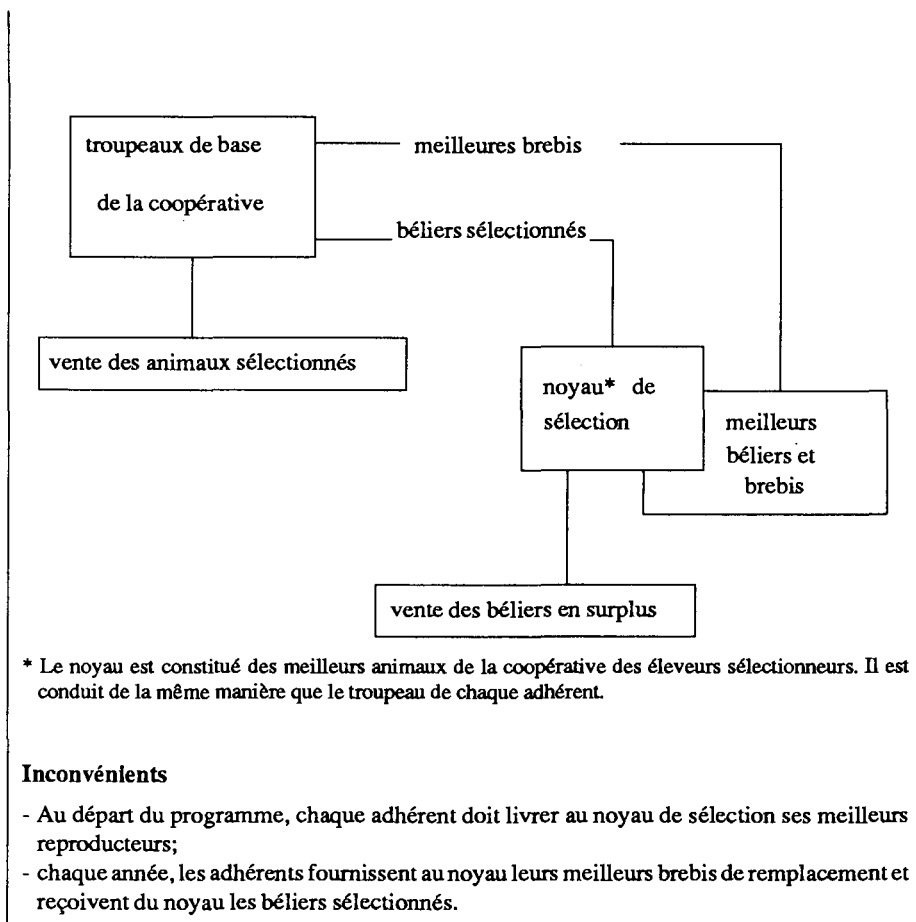 troupeaux de base
meilleures brebis
de la coopérative
béliers sélectionnés
vente des animaux sélectionnés
noyau* de
sélection
meilleurs
béliers et
brebis
vente des béliers en surplus
* Le noyau est constitué des meilleurs animaux de la coopérative des éleveurs sélectionneurs. Il est
conduit de la même manière que le troupeau de chaque adhérent.
Inconvénients
- Au départ du programme, chaque adhérent doit livrer au noyau de sélection ses meilleurs
reproducteurs;
- chaque année, les adhérents fournissent au noyau leurs meilleurs brebis de remplacement et
reçoivent du noyau les béliers sélectionnés.